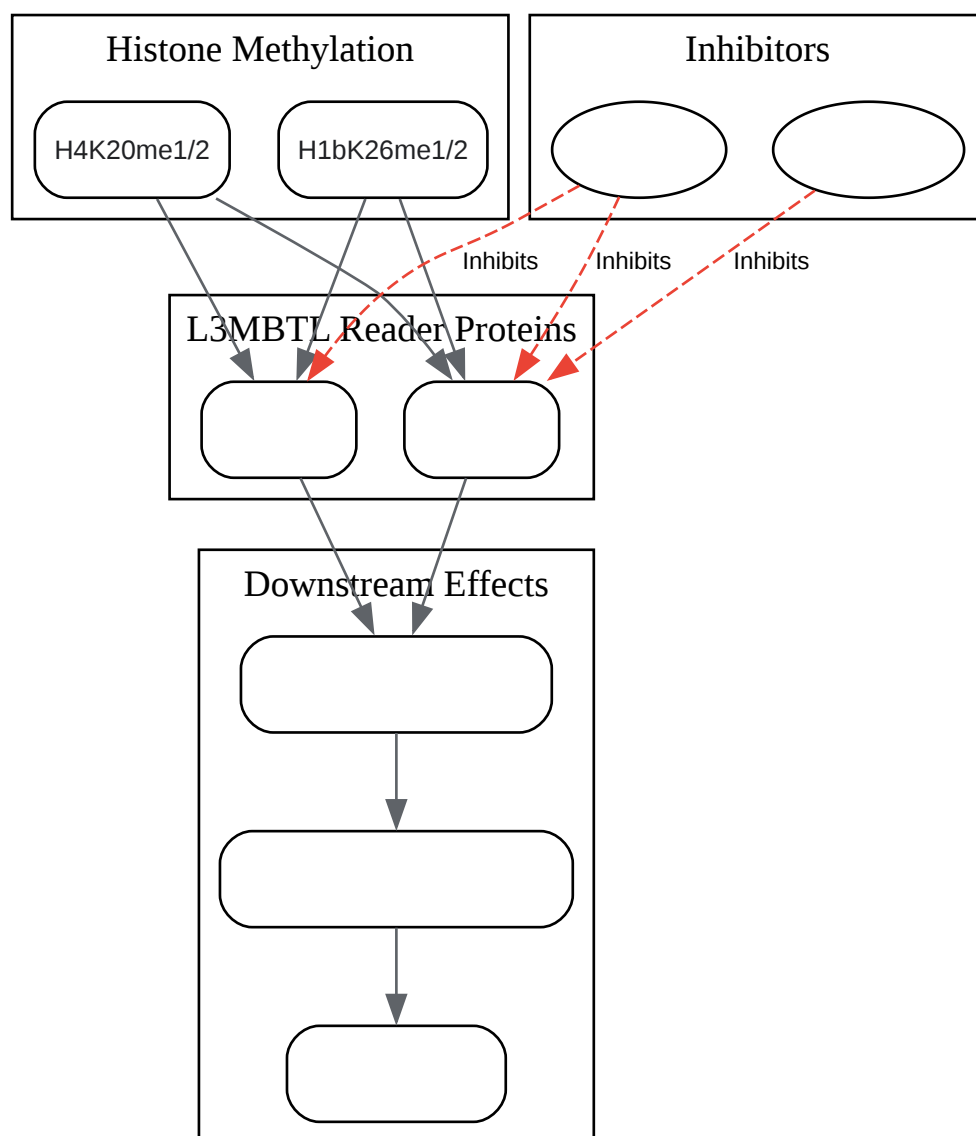 Histone Methylation
Inhibitors
H4K20me1/2
H1bK26me1/2
Inhibits
Inhibits
Inhibits
L3MBTL Reader Proteins
Downstream Effects